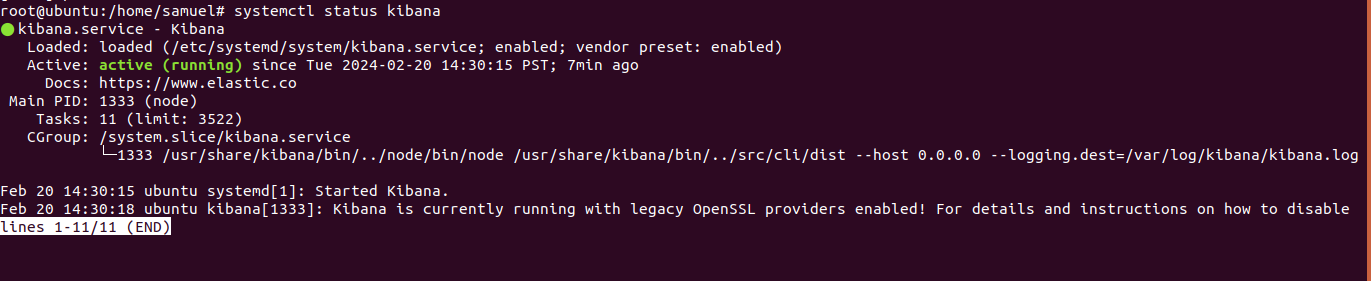 root@ubuntu:/home/samuel# systemctl status kibana
● kibana.service - Kibana
   Loaded: loaded (/etc/systemd/system/kibana.service; enabled; vendor preset: enabled)
   Active: active (running) since Tue 2024-02-20 14:30:15 PST; 7min ago
     Docs: https://www.elastic.co
 Main PID: 1333 (node)
    Tasks: 11 (limit: 3522)
   CGroup: /system.slice/kibana.service
           └─1333 /usr/share/kibana/bin/../node/bin/node /usr/share/kibana/bin/../src/cli/dist --host 0.0.0.0 --logging.dest=/var/log/kibana/kibana.log
Feb 20 14:30:15 ubuntu systemd[1]: Started Kibana.
Feb 20 14:30:18 ubuntu kibana[1333]: Kibana is currently running with legacy OpenSSL providers enabled! For details and instructions on how to disable
lines 1-11/11 (END)